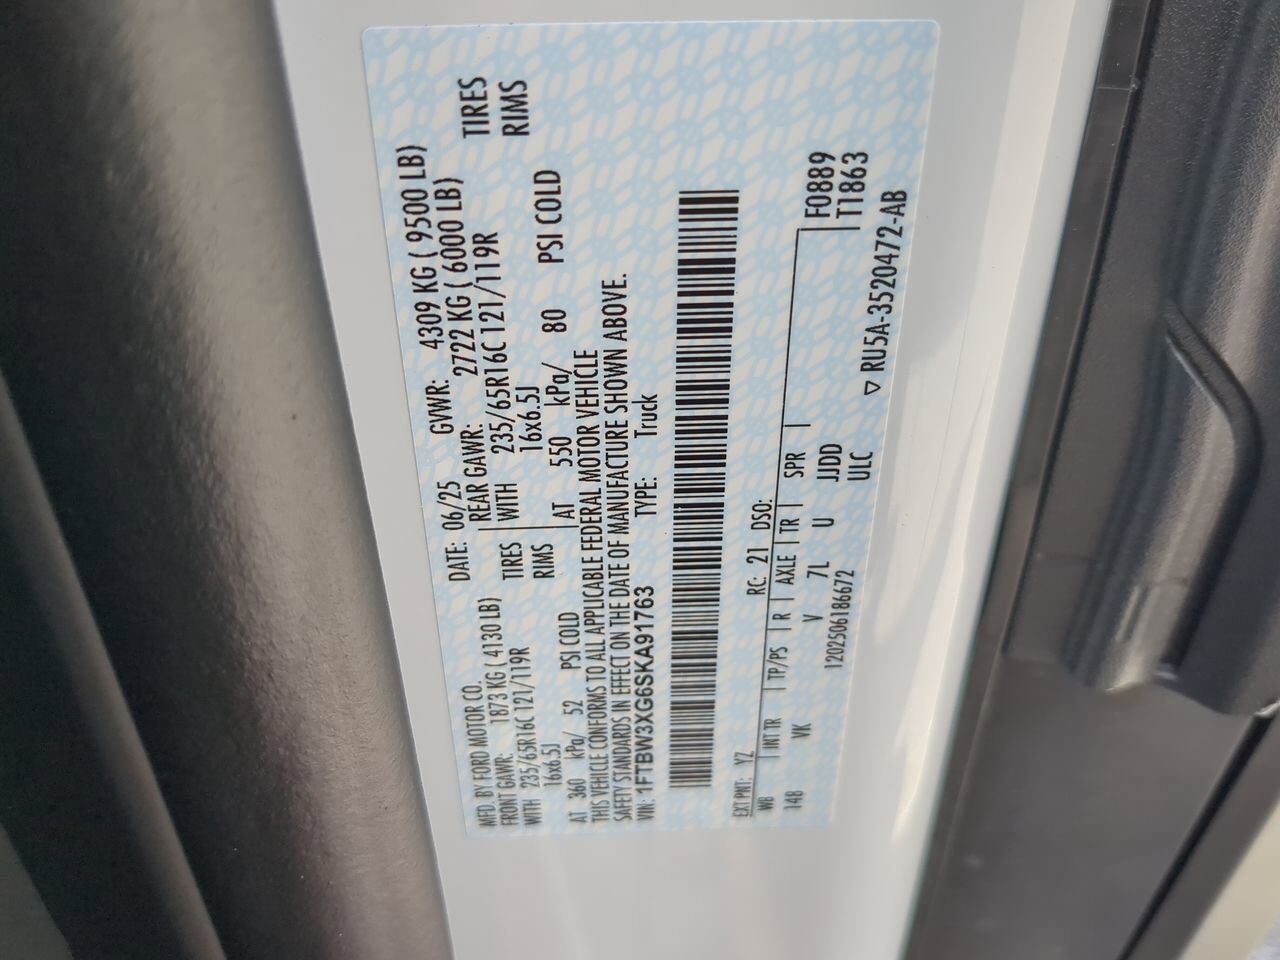 MFD. BY FORD MOTOR CO.
DATE: 06/25 GVWR: 4309 KG ( 9500 LB)
FRONT GAWR: 1873 KG ( 4130 LB)
REAR GAWR: 2722 KG ( 6000 LB)
WITH 235/65R16C 121/119R TIRES
WITH 235/65R16C 121/119R TIRES
16x6.5J RIMS
16x6.5J RIMS
AT 360 kPa/ 52 PSI COLD
AT 550 kPa/ 80 PSI COLD
THIS VEHICLE CONFORMS TO ALL APPLICABLE FEDERAL MOTOR VEHICLE
SAFETY STANDARDS IN EFFECT ON THE DATE OF MANUFACTURE SHOWN ABOVE.
VIN: 1FTBW3XG6SKA91763 TYPE: Truck
EXT PNT: YZ RC: 21 DSO:
WB INT TR TP/PS R AXLE TR SPR F0889
148 VK V 7L U JJDD T1863
1202506186672 ULC
▽ RU5A-3520472-AB